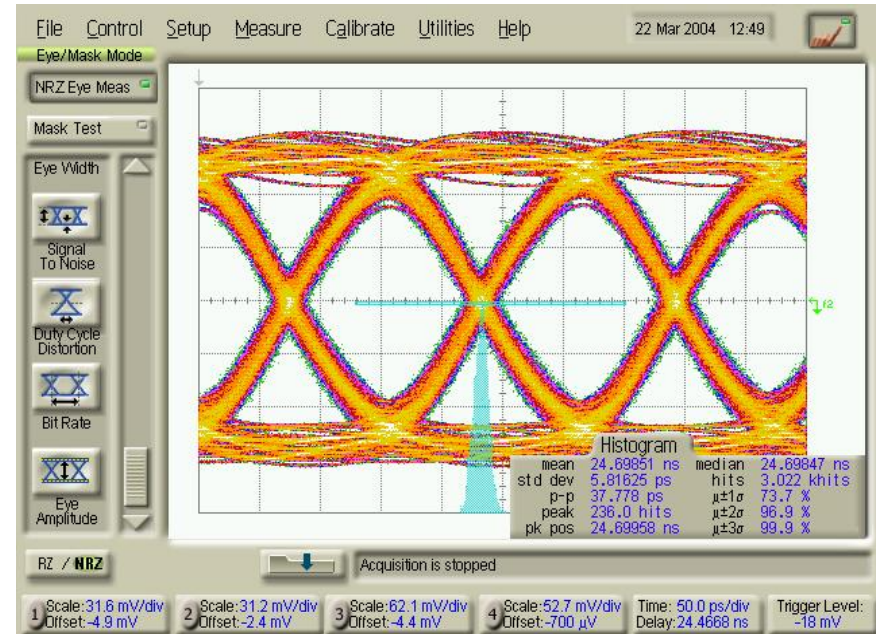 File Control Setup Measure Calibrate Utilities Help 22 Mar 2004 12:49
Eye/Mask Mode
NRZ Eye Meas
Mask Test
Eye Width
Signal
To Noise
Duty Cycle
Distortion
Bit Rate
Eye
Amplitude
f2
Histogram
mean 24.69851 ns median 24.69847 ns
std dev 5.81625 ps hits 3.022 khits
p-p 37.778 ps µ±1σ 73.7 %
peak 236.0 hits µ±2σ 96.9 %
pk pos 24.69958 ns µ±3σ 99.9 %
RZ / NRZ
Acquisition is stopped
1 Scale:31.6 mV/div 2 Scale:31.2 mV/div 3 Scale:62.1 mV/div 4 Scale:52.7 mV/div Time: 50.0 ps/div Trigger Level:
Offset:-4.9 mV Offset:-2.4 mV Offset:-4.4 mV Offset:-700 µV Delay:24.4668 ns -18 mV